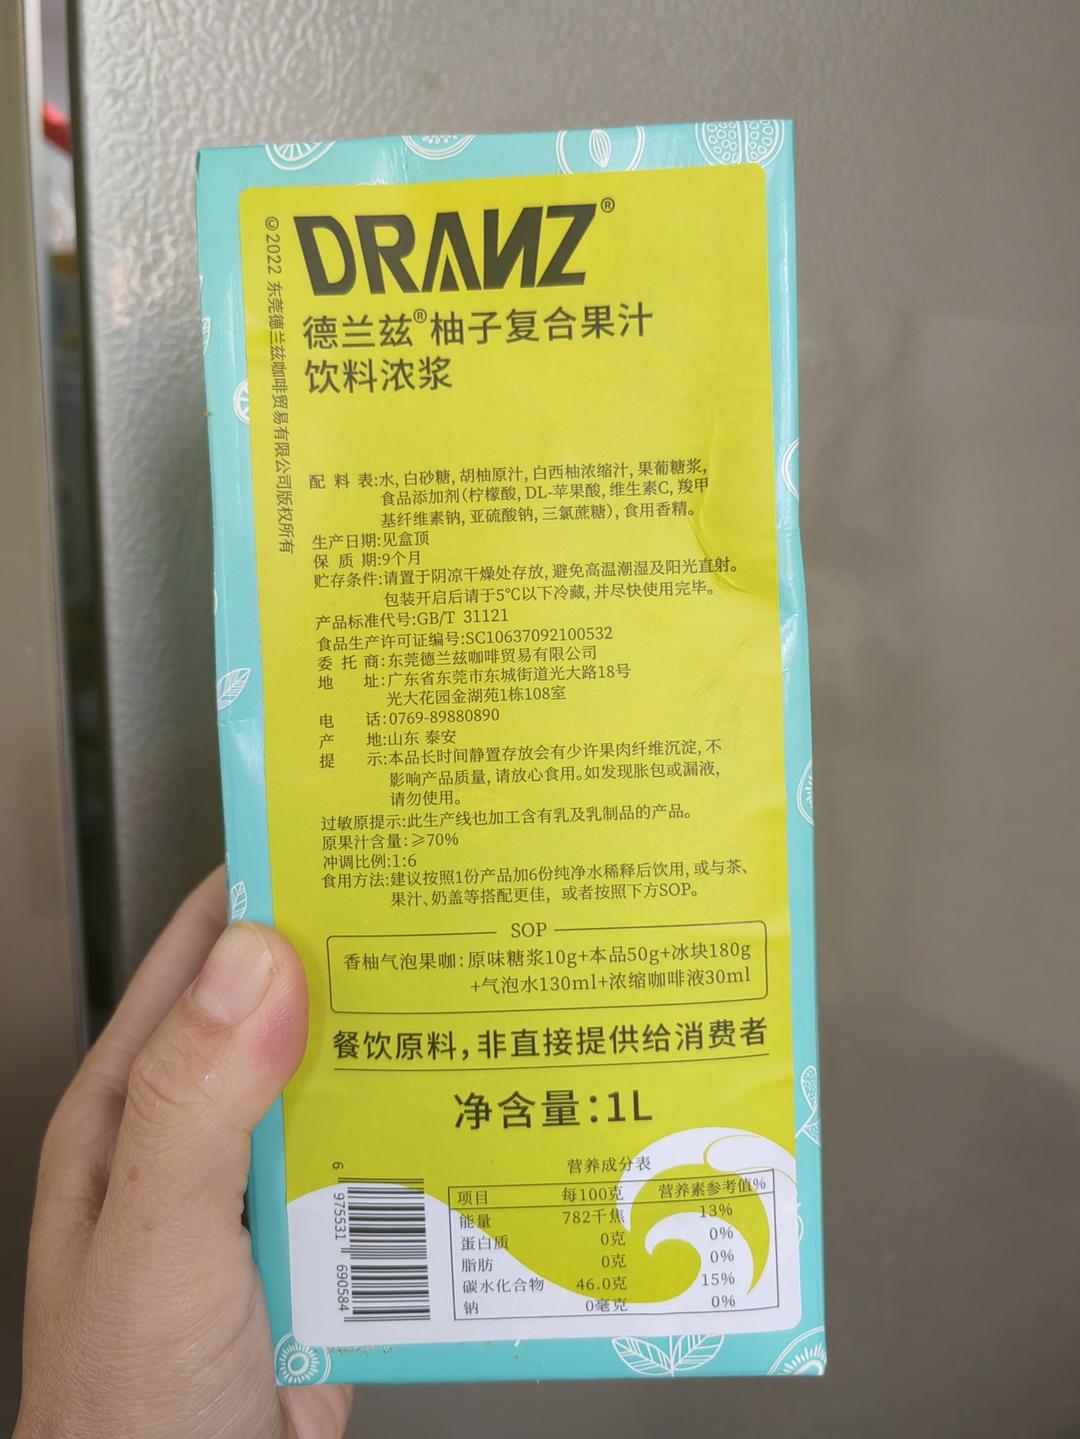 ©2022 东莞德兰兹咖啡贸易有限公司版权所有
DRANZ®
德兰兹®柚子复合果汁
饮料浓浆
配 料 表:水, 白砂糖, 胡柚原汁, 白西柚浓缩汁, 果葡糖浆,
食品添加剂(柠檬酸, DL-苹果酸, 维生素C, 羧甲
基纤维素钠, 亚硫酸钠, 三氯蔗糖), 食用香精。
生产日期:见盒顶
保 质 期:9个月
贮存条件:请置于阴凉干燥处存放, 避免高温潮湿及阳光直射。
包装开启后请于5℃以下冷藏, 并尽快使用完毕。
产品标准代号:GB/T 31121
食品生产许可证编号:SC10637092100532
委 托 商:东莞德兰兹咖啡贸易有限公司
地 址:广东省东莞市东城街道光大路18号
光大花园金湖苑1栋108室
电 话:0769-89880890
产 地:山东 泰安
提 示:本品长时间静置存放会有少许果肉纤维沉淀, 不
影响产品质量, 请放心食用。如发现胀包或漏液,
请勿使用。
过敏原提示:此生产线也加工含有乳及乳制品的产品。
原果汁含量:≥70%
冲调比例:1:6
食用方法:建议按照1份产品加6份纯净水稀释后饮用, 或与茶、
果汁、奶盖等搭配更佳, 或者按照下方SOP。
SOP
香柚气泡果咖:原味糖浆10g+本品50g+冰块180g
+气泡水130ml+浓缩咖啡液30ml
餐饮原料,非直接提供给消费者
净含量:1L
营养成分表
项目 每100克 营养素参考值%
能量 782千焦 13%
蛋白质 0克 0%
脂肪 0克 0%
碳水化合物 46.0克 15%
钠 0毫克 0%
6 975531 690584